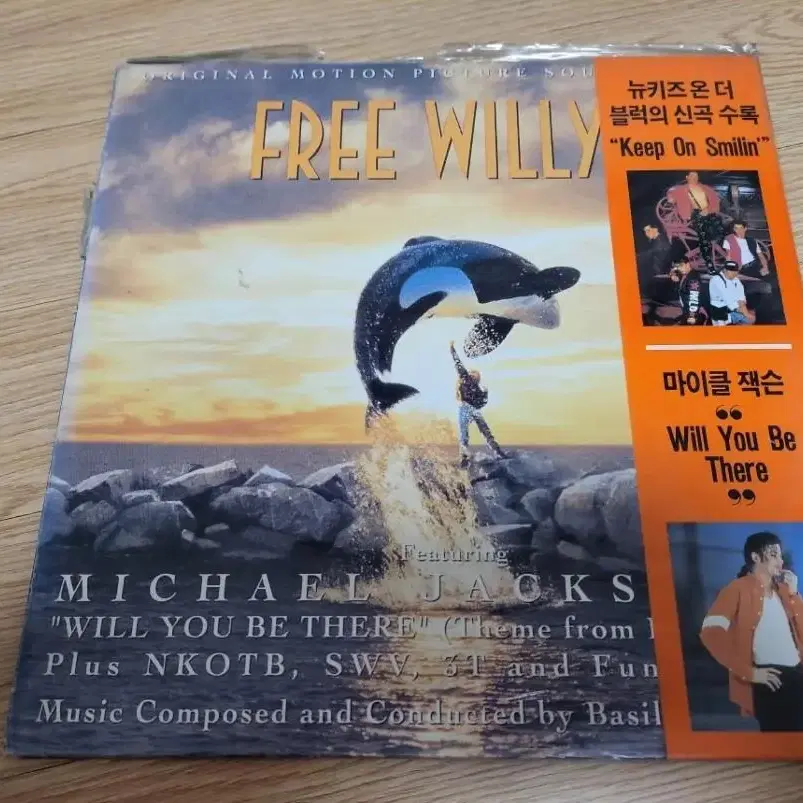 ORIGINAL MOTION PICTURE SOU
FREE WILLY
Featuring
MICHAEL JACKS
"WILL YOU BE THERE" (Theme from
Plus NKOTB, SWV, 3T and Fun
Music Composed and Conducted by Basil
뉴키즈 온 더
블럭의 신곡 수록
"Keep On Smilin'"
마이클 잭슨
“
Will You Be
There
”